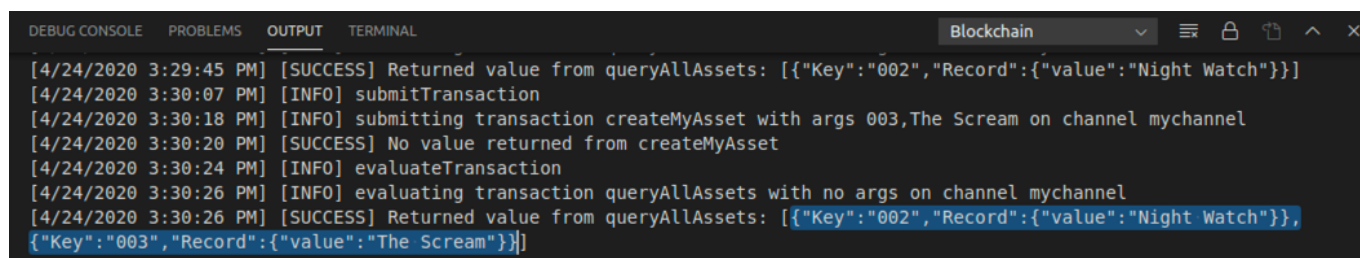 DEBUG CONSOLE PROBLEMS OUTPUT TERMINAL Blockchain
[4/24/2020 3:29:45 PM] [SUCCESS] Returned value from queryAllAssets: [{"Key":"002","Record":{"value":"Night Watch"}}]
[4/24/2020 3:30:07 PM] [INFO] submitTransaction
[4/24/2020 3:30:18 PM] [INFO] submitting transaction createMyAsset with args 003,The Scream on channel mychannel
[4/24/2020 3:30:20 PM] [SUCCESS] No value returned from createMyAsset
[4/24/2020 3:30:24 PM] [INFO] evaluateTransaction
[4/24/2020 3:30:26 PM] [INFO] evaluating transaction queryAllAssets with no args on channel mychannel
[4/24/2020 3:30:26 PM] [SUCCESS] Returned value from queryAllAssets: [{"Key":"002","Record":{"value":"Night Watch"}},
{"Key":"003","Record":{"value":"The Scream"}}]